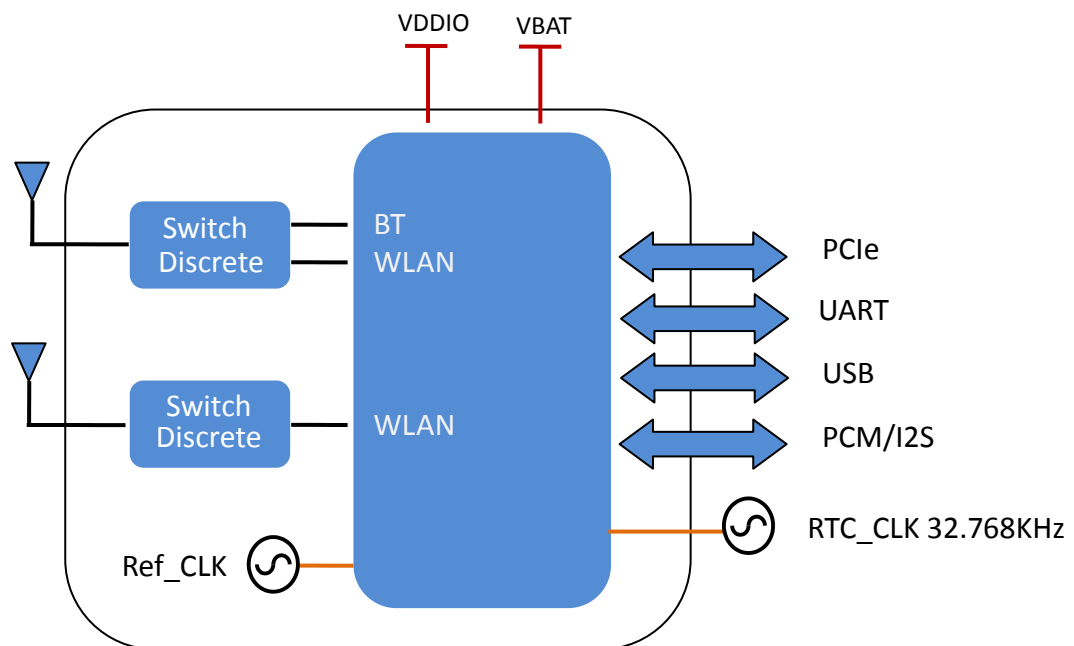 VDDIO
VBAT
Switch
Discrete
BT
WLAN
PCIe
UART
USB
Switch
Discrete
WLAN
PCM/I2S
Ref_CLK
RTC_CLK 32.768KHz